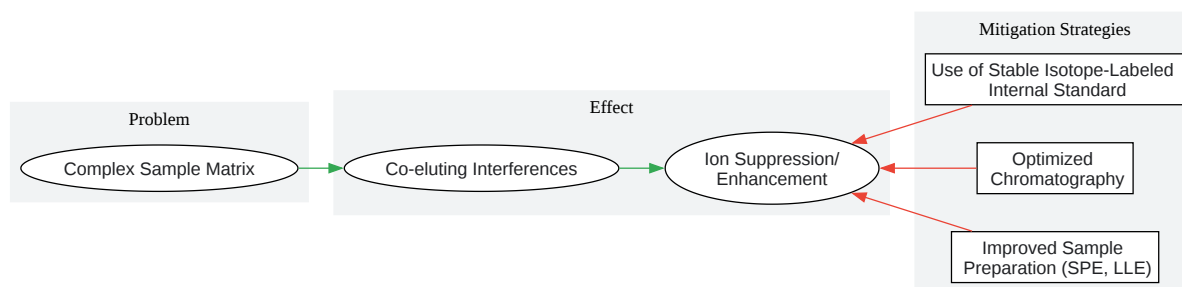 Problem
Complex Sample Matrix
Effect
Co-eluting Interferences
Ion Suppression/
Enhancement
Mitigation Strategies
Use of Stable Isotope-Labeled
Internal Standard
Optimized
Chromatography
Improved Sample
Preparation (SPE, LLE)